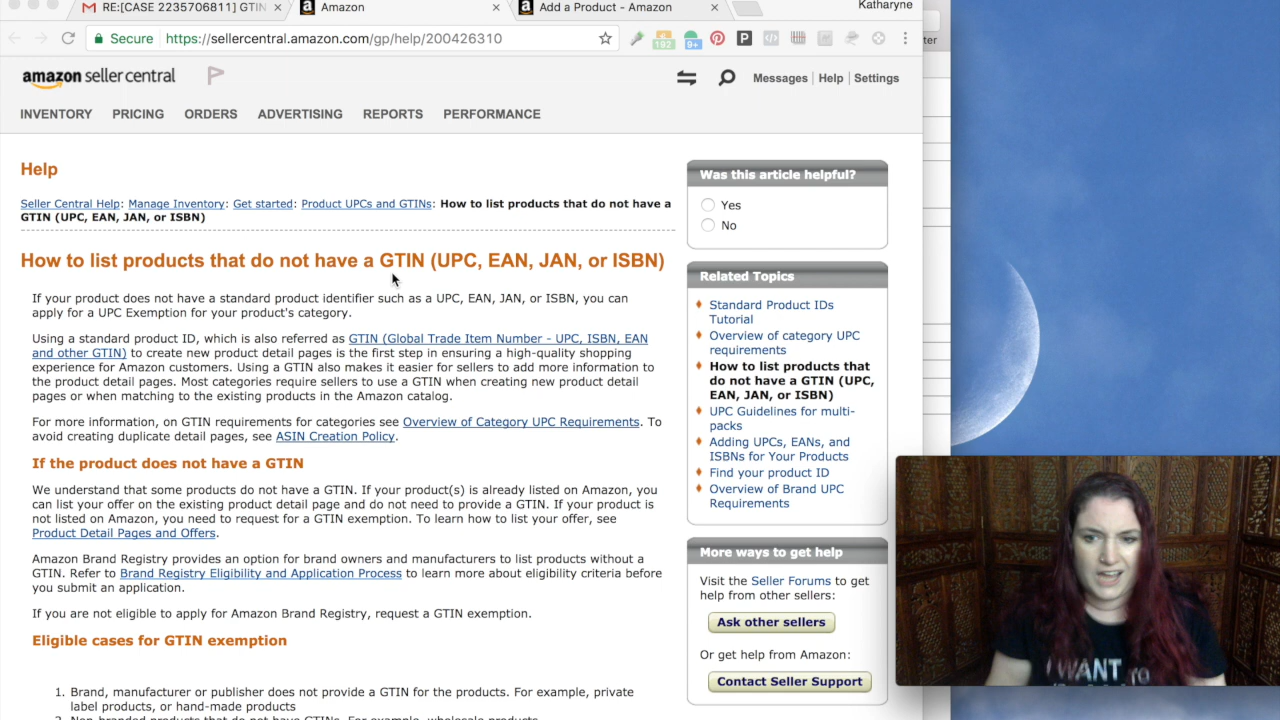 RE:[CASE 2235706811] GTIN
Amazon
Add a Product - Amazon
Katharyne
Secure
https://sellercentral.amazon.com/gp/help/200426310
192
9+
ter
amazon seller central
Messages | Help | Settings
INVENTORY PRICING ORDERS ADVERTISING REPORTS PERFORMANCE
Help
Seller Central Help: Manage Inventory: Get started: Product UPCs and GTINs: How to list products that do not have a
GTIN (UPC, EAN, JAN, or ISBN)
How to list products that do not have a GTIN (UPC, EAN, JAN, or ISBN)
If your product does not have a standard product identifier such as a UPC, EAN, JAN, or ISBN, you can
apply for a UPC Exemption for your product's category.
Using a standard product ID, which is also referred as GTIN (Global Trade Item Number - UPC, ISBN, EAN
and other GTIN) to create new product detail pages is the first step in ensuring a high-quality shopping
experience for Amazon customers. Using a GTIN also makes it easier for sellers to add more information to
the product detail pages. Most categories require sellers to use a GTIN when creating new product detail
pages or when matching to the existing products in the Amazon catalog.
For more information, on GTIN requirements for categories see Overview of Category UPC Requirements. To
avoid creating duplicate detail pages, see ASIN Creation Policy.
If the product does not have a GTIN
We understand that some products do not have a GTIN. If your product(s) is already listed on Amazon, you
can list your offer on the existing product detail page and do not need to provide a GTIN. If your product is
not listed on Amazon, you need to request for a GTIN exemption. To learn how to list your offer, see
Product Detail Pages and Offers.
Amazon Brand Registry provides an option for brand owners and manufacturers to list products without a
GTIN. Refer to Brand Registry Eligibility and Application Process to learn more about eligibility criteria before
you submit an application.
If you are not eligible to apply for Amazon Brand Registry, request a GTIN exemption.
Eligible cases for GTIN exemption
1. Brand, manufacturer or publisher does not provide a GTIN for the products. For example, private
label products, or hand-made products
2. Non-branded products that do not have GTINs. For example, wholesale products
Was this article helpful?
Yes
No
Related Topics
Standard Product IDs
Tutorial
Overview of category UPC
requirements
How to list products that
do not have a GTIN (UPC,
EAN, JAN, or ISBN)
UPC Guidelines for multi-
packs
Adding UPCs, EANs, and
ISBNs for Your Products
Find your product ID
Overview of Brand UPC
Requirements
More ways to get help
Visit the Seller Forums to get
help from other sellers:
Ask other sellers
Or get help from Amazon:
Contact Seller Support
I WANT to